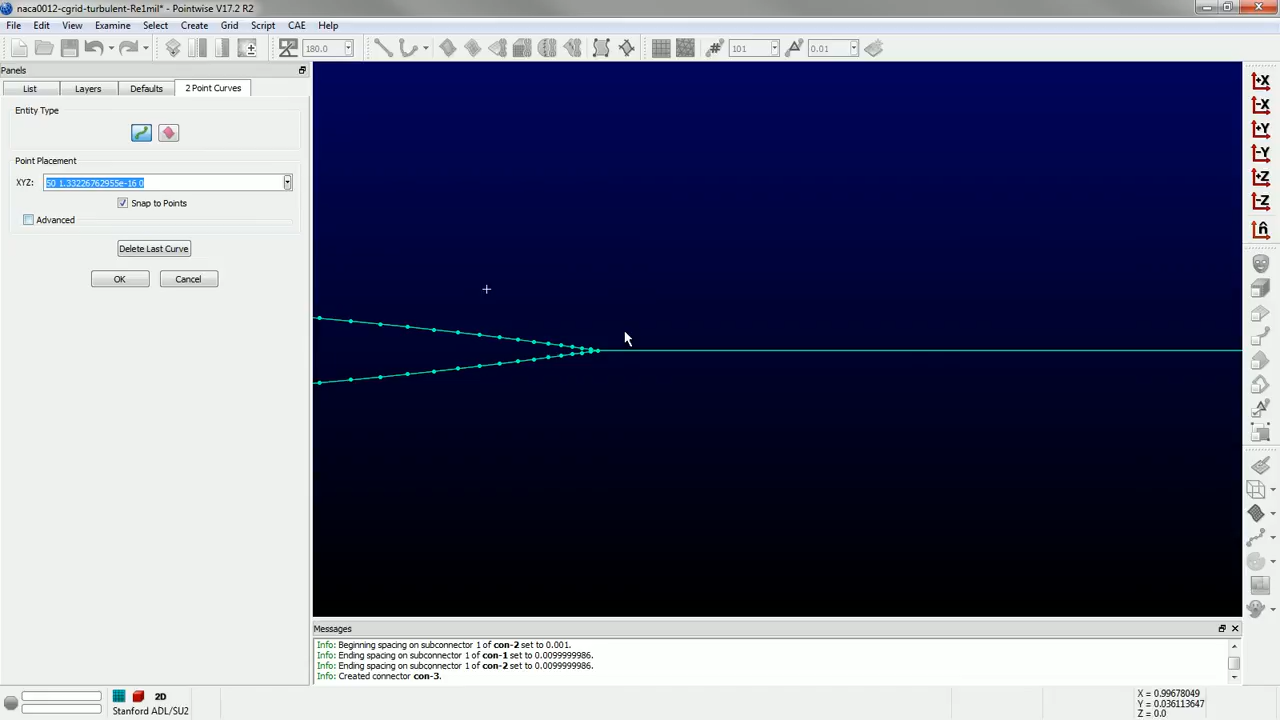 naca0012-cgrid-turbulent-Re1mil* - Pointwise V17.2 R2
File Edit View Examine Select Create Grid Script CAE Help
180.0 101 0.01
Panels
List Layers Defaults 2 Point Curves
Entity Type
Point Placement
XYZ: 50 1.33226762955e-16 0
Snap to Points
Advanced
Delete Last Curve
OK Cancel
+X
-X
+Y
-Y
+Z
-Z
n̂
Messages
Info: Beginning spacing on subconnector 1 of con-2 set to 0.001.
Info: Ending spacing on subconnector 1 of con-1 set to 0.0099999986.
Info: Ending spacing on subconnector 1 of con-2 set to 0.0099999986.
Info: Created connector con-3.
2D
Stanford ADL/SU2
X = 0.99678049
Y = 0.036113647
Z = 0.0